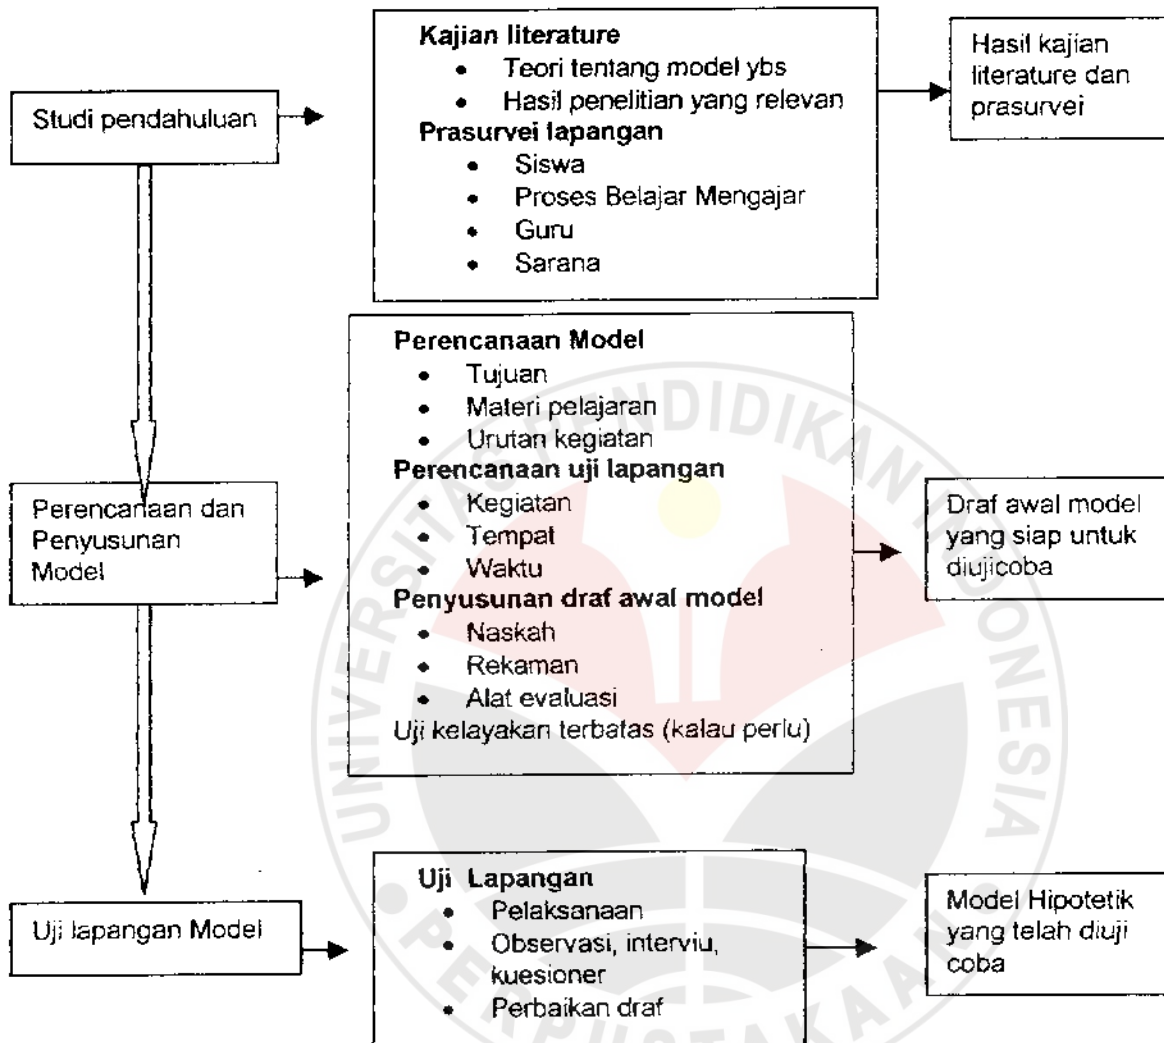 Studi pendahuluan
Kajian literature
• Teori tentang model ybs
• Hasil penelitian yang relevan
Prasurvei lapangan
• Siswa
• Proses Belajar Mengajar
• Guru
• Sarana
Hasil kajian
literature dan
prasurvei
Perencanaan dan
Penyusunan
Model
Perencanaan Model
• Tujuan
• Materi pelajaran
• Urutan kegiatan
Perencanaan uji lapangan
• Kegiatan
• Tempat
• Waktu
Penyusunan draf awal model
• Naskah
• Rekaman
• Alat evaluasi
Uji kelayakan terbatas (kalau perlu)
Draf awal model
yang siap untuk
diujicoba
Uji lapangan Model
Uji Lapangan
• Pelaksanaan
• Observasi, interviu,
kuesioner
• Perbaikan draf
Model Hipotetik
yang telah diuji
coba
UNIVERSITAS PENDIDIKAN INDONESIA
PERPUSTAKAAN